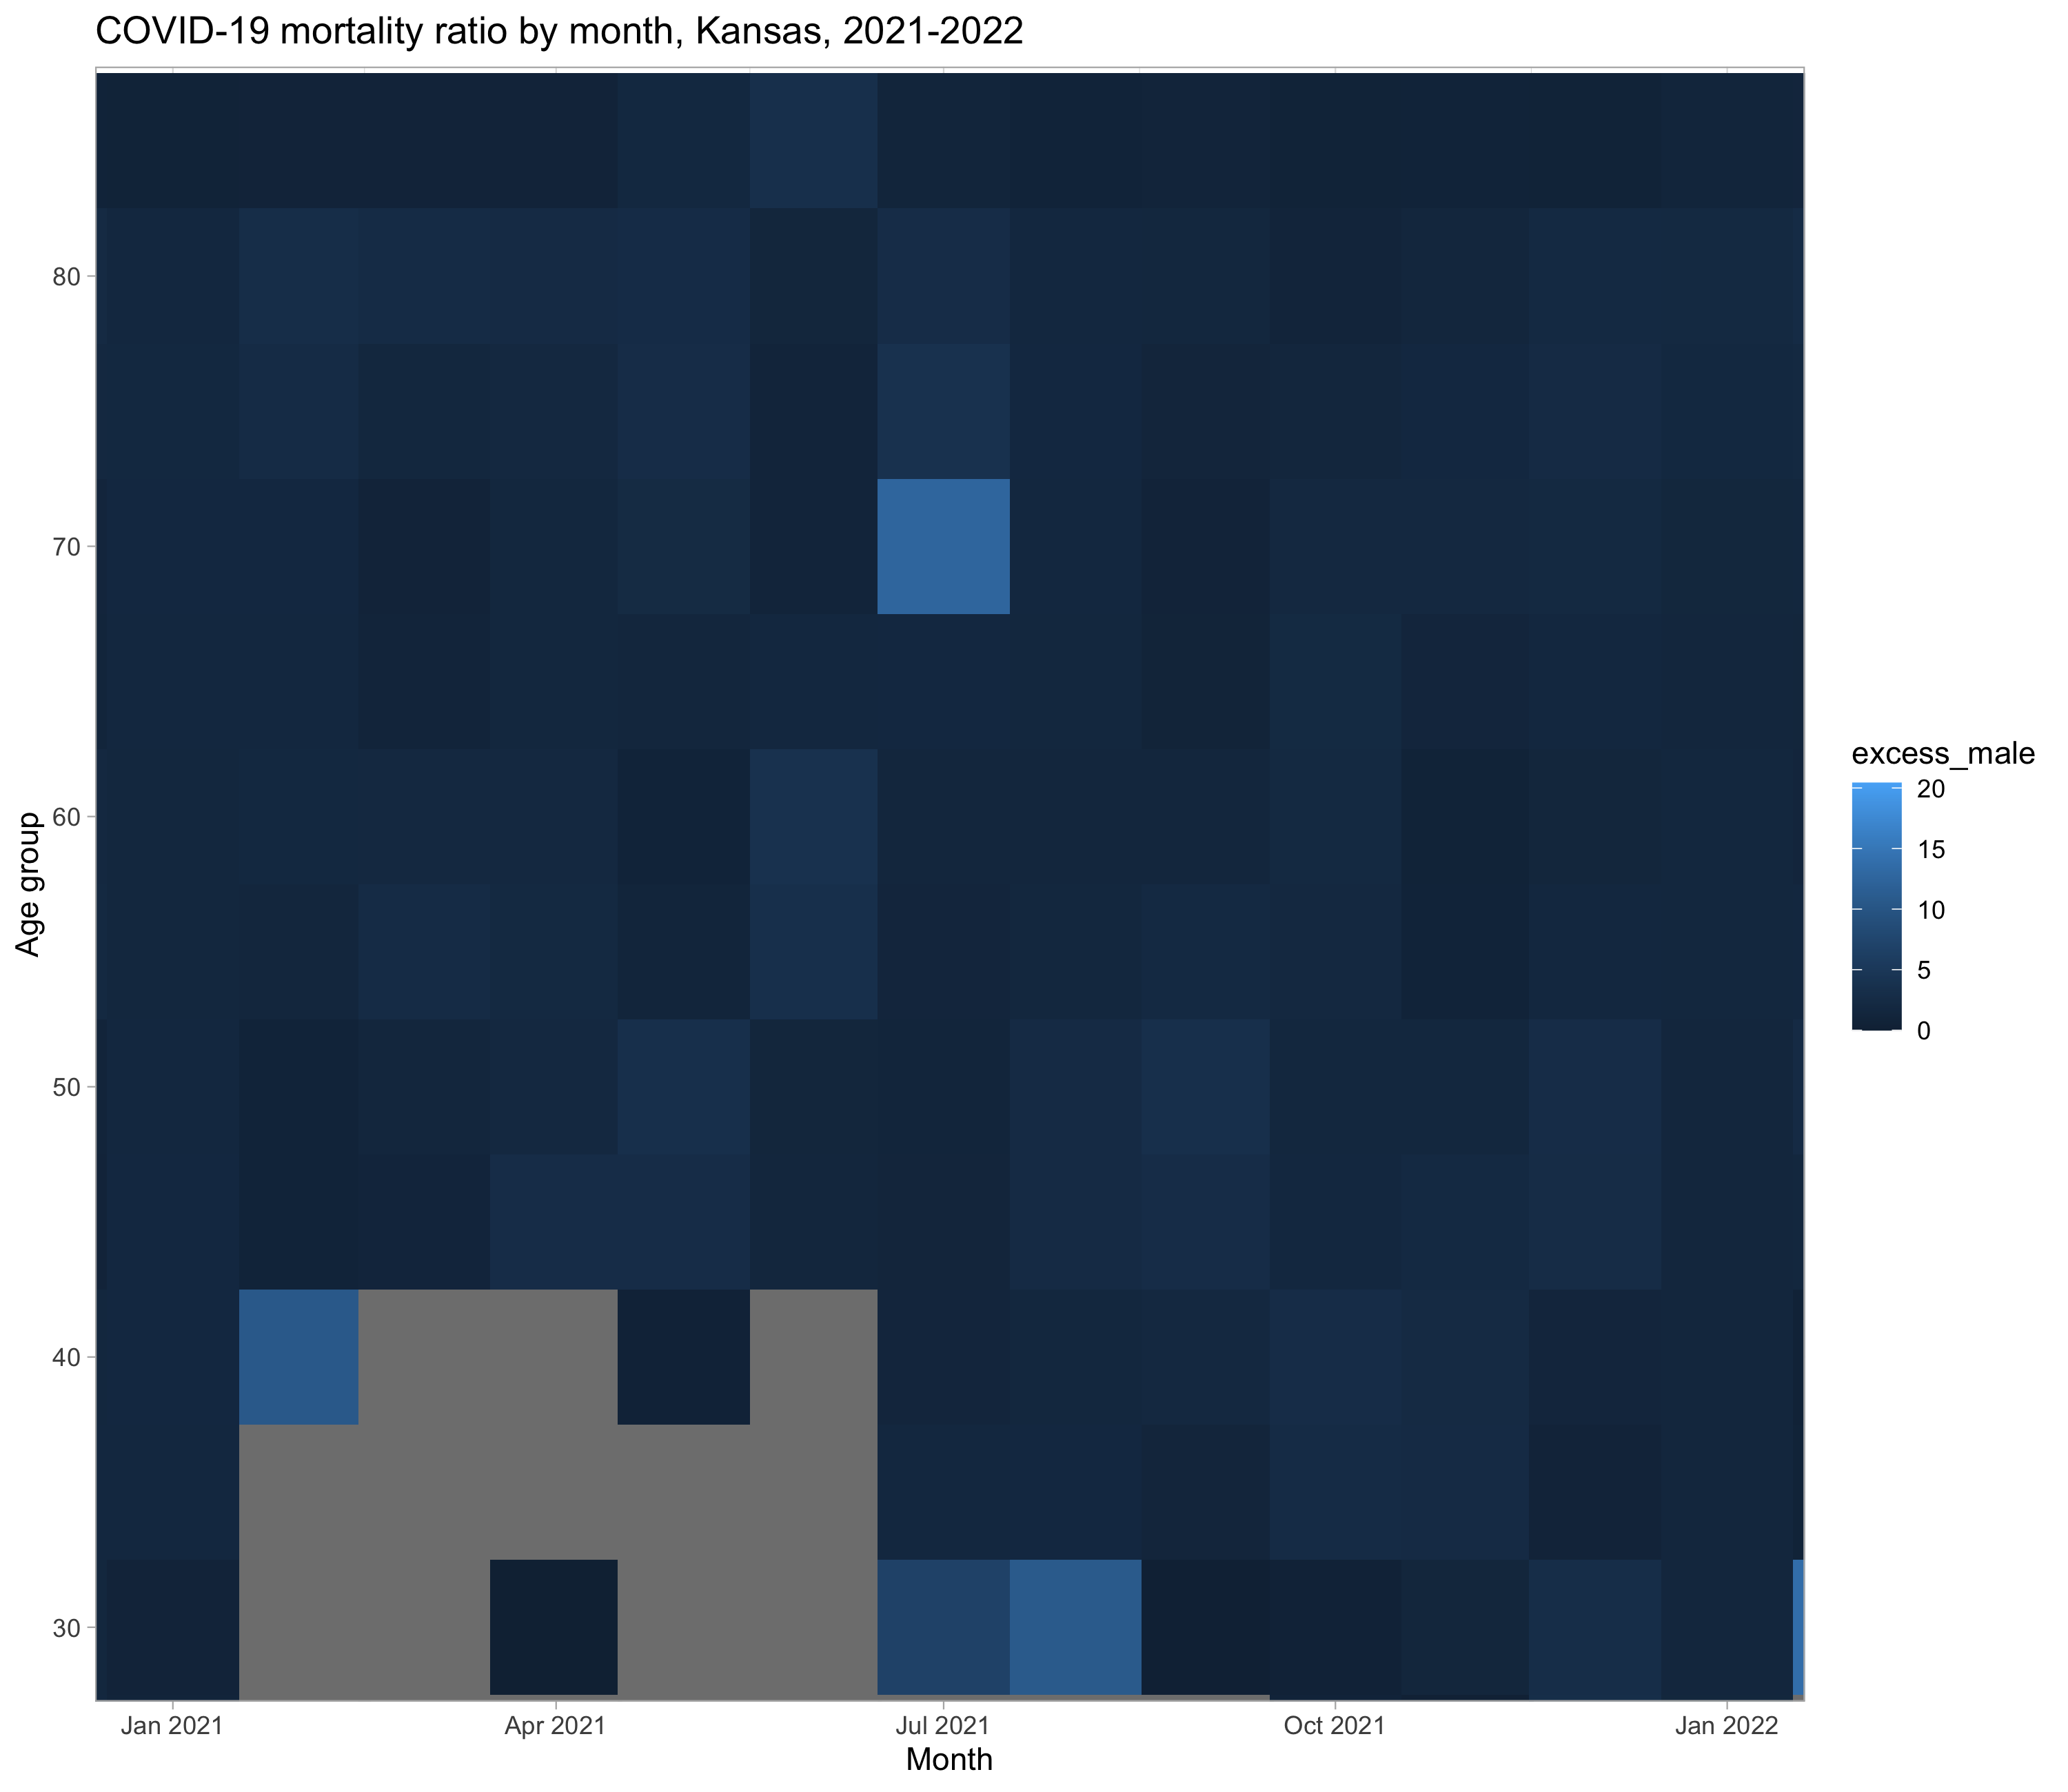 COVID-19 mortality ratio by month, Kansas, 2021-2022
80
70
60
50
40
30
Age group
Jan 2021
Apr 2021
Jul 2021
Oct 2021
Jan 2022
Month
excess_male
20
15
10
5
0